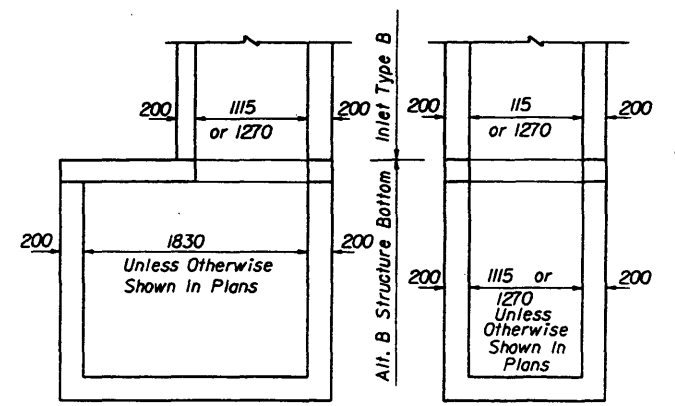 200 1115 200
or 1270
200 1830 200
Unless Otherwise
Shown In Plans
Inlet Type B
Alt. B Structure Bottom
200 115 200
or 1270
200 1115 or 200
1270
Unless
Otherwise
Shown In
Plans